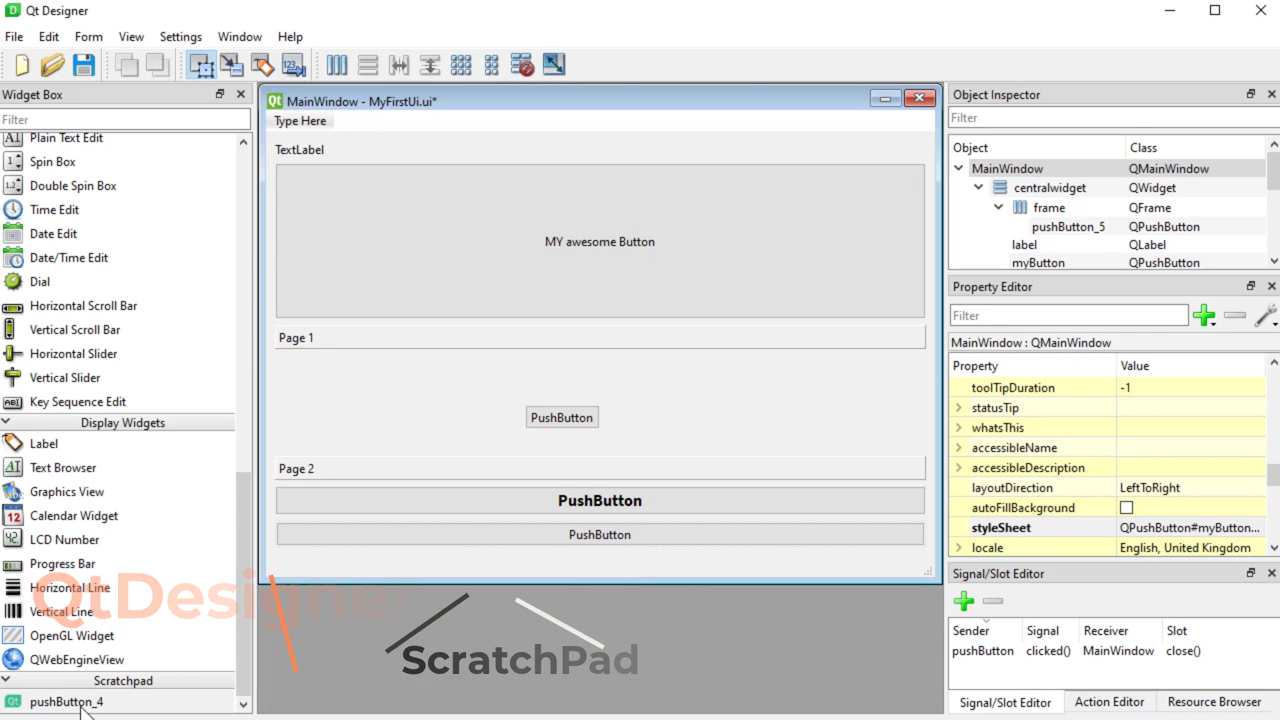 Qt Designer
File Edit Form View Settings Window Help
Widget Box
Filter
Plain Text Edit
Spin Box
Double Spin Box
Time Edit
Date Edit
Date/Time Edit
Dial
Horizontal Scroll Bar
Vertical Scroll Bar
Horizontal Slider
Vertical Slider
Key Sequence Edit
Display Widgets
Label
Text Browser
Graphics View
Calendar Widget
LCD Number
Progress Bar
Horizontal Line
Vertical Line
OpenGL Widget
QWebEngineView
Scratchpad
pushButton_4
MainWindow - MyFirstUi.ui*
Type Here
TextLabel
MY awesome Button
Page 1
PushButton
Page 2
PushButton
PushButton
QtDesigner
ScratchPad
Object Inspector
Filter
Object Class
MainWindow QMainWindow
centralwidget QWidget
frame QFrame
pushButton_5 QPushButton
label QLabel
myButton QPushButton
Property Editor
Filter
MainWindow : QMainWindow
Property Value
toolTipDuration -1
statusTip
whatsThis
accessibleName
accessibleDescription
layoutDirection LeftToRight
autoFillBackground
styleSheet QPushButton#myButton...
locale English, United Kingdom
Signal/Slot Editor
Sender Signal Receiver Slot
pushButton clicked() MainWindow close()
Signal/Slot Editor Action Editor Resource Browser